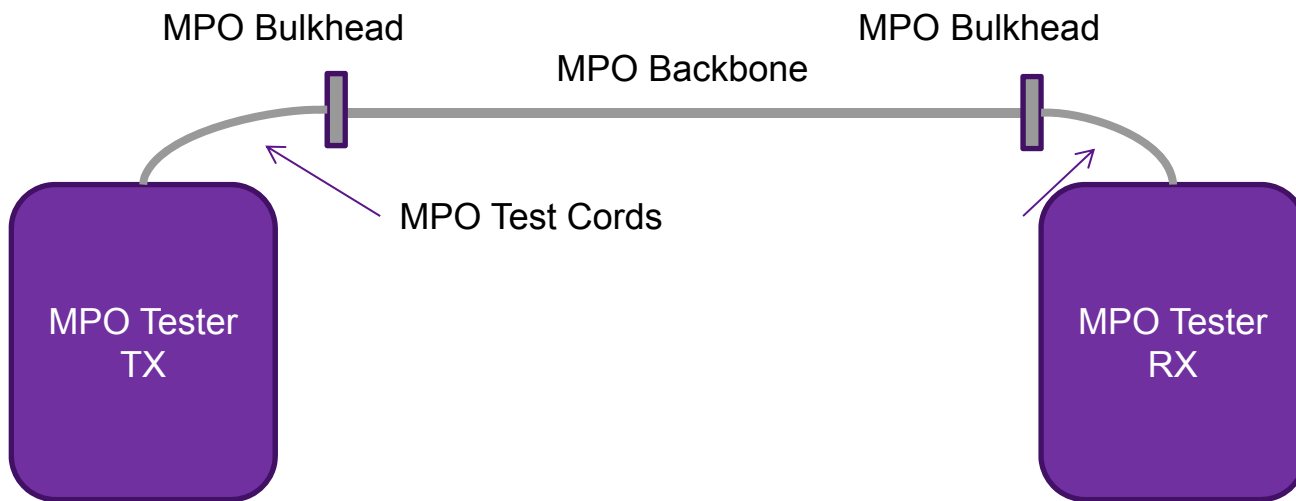 MPO Bulkhead
MPO Bulkhead
MPO Backbone
MPO Test Cords
MPO Tester
TX
MPO Tester
RX